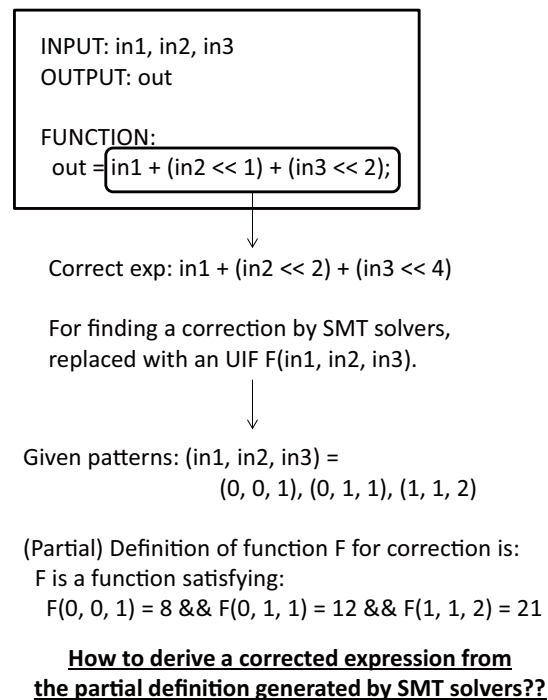 INPUT: in1, in2, in3
OUTPUT: out
FUNCTION:
out = in1 + (in2 << 1) + (in3 << 2);
Correct exp: in1 + (in2 << 2) + (in3 << 4)
For finding a correction by SMT solvers,
replaced with an UIF F(in1, in2, in3).
Given patterns: (in1, in2, in3) =
(0, 0, 1), (0, 1, 1), (1, 1, 2)
(Partial) Definition of function F for correction is:
F is a function satisfying:
F(0, 0, 1) = 8 && F(0, 1, 1) = 12 && F(1, 1, 2) = 21
How to derive a corrected expression from
the partial definition generated by SMT solvers??